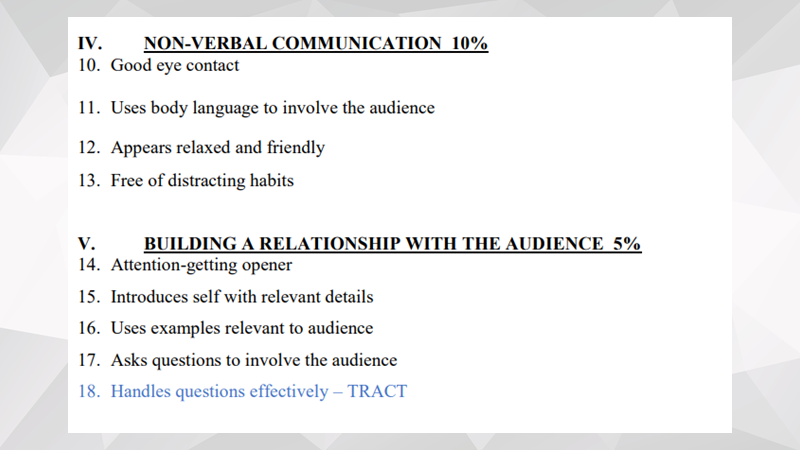 IV. NON-VERBAL COMMUNICATION 10%
10. Good eye contact
11. Uses body language to involve the audience
12. Appears relaxed and friendly
13. Free of distracting habits
V. BUILDING A RELATIONSHIP WITH THE AUDIENCE 5%
14. Attention-getting opener
15. Introduces self with relevant details
16. Uses examples relevant to audience
17. Asks questions to involve the audience
18. Handles questions effectively – TRACT